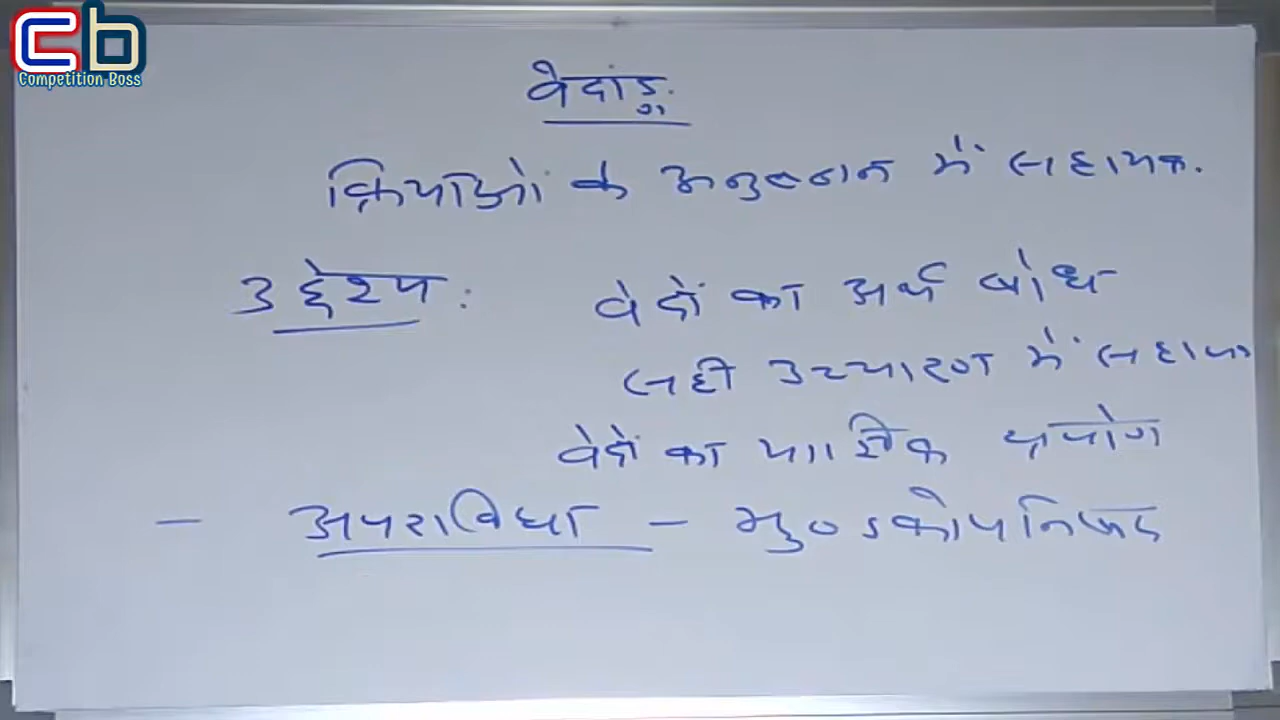 Cb
Competition Boss
वेदांङ्ग
क्रियाओं के अनुष्ठान में सहायक.
उद्देश्य : वेदों का अर्थ बोध
सही उच्चारण में सहायक
वेदों का याज्ञिक प्रयोग
- अपराविधा - मुण्डकोपनिषद